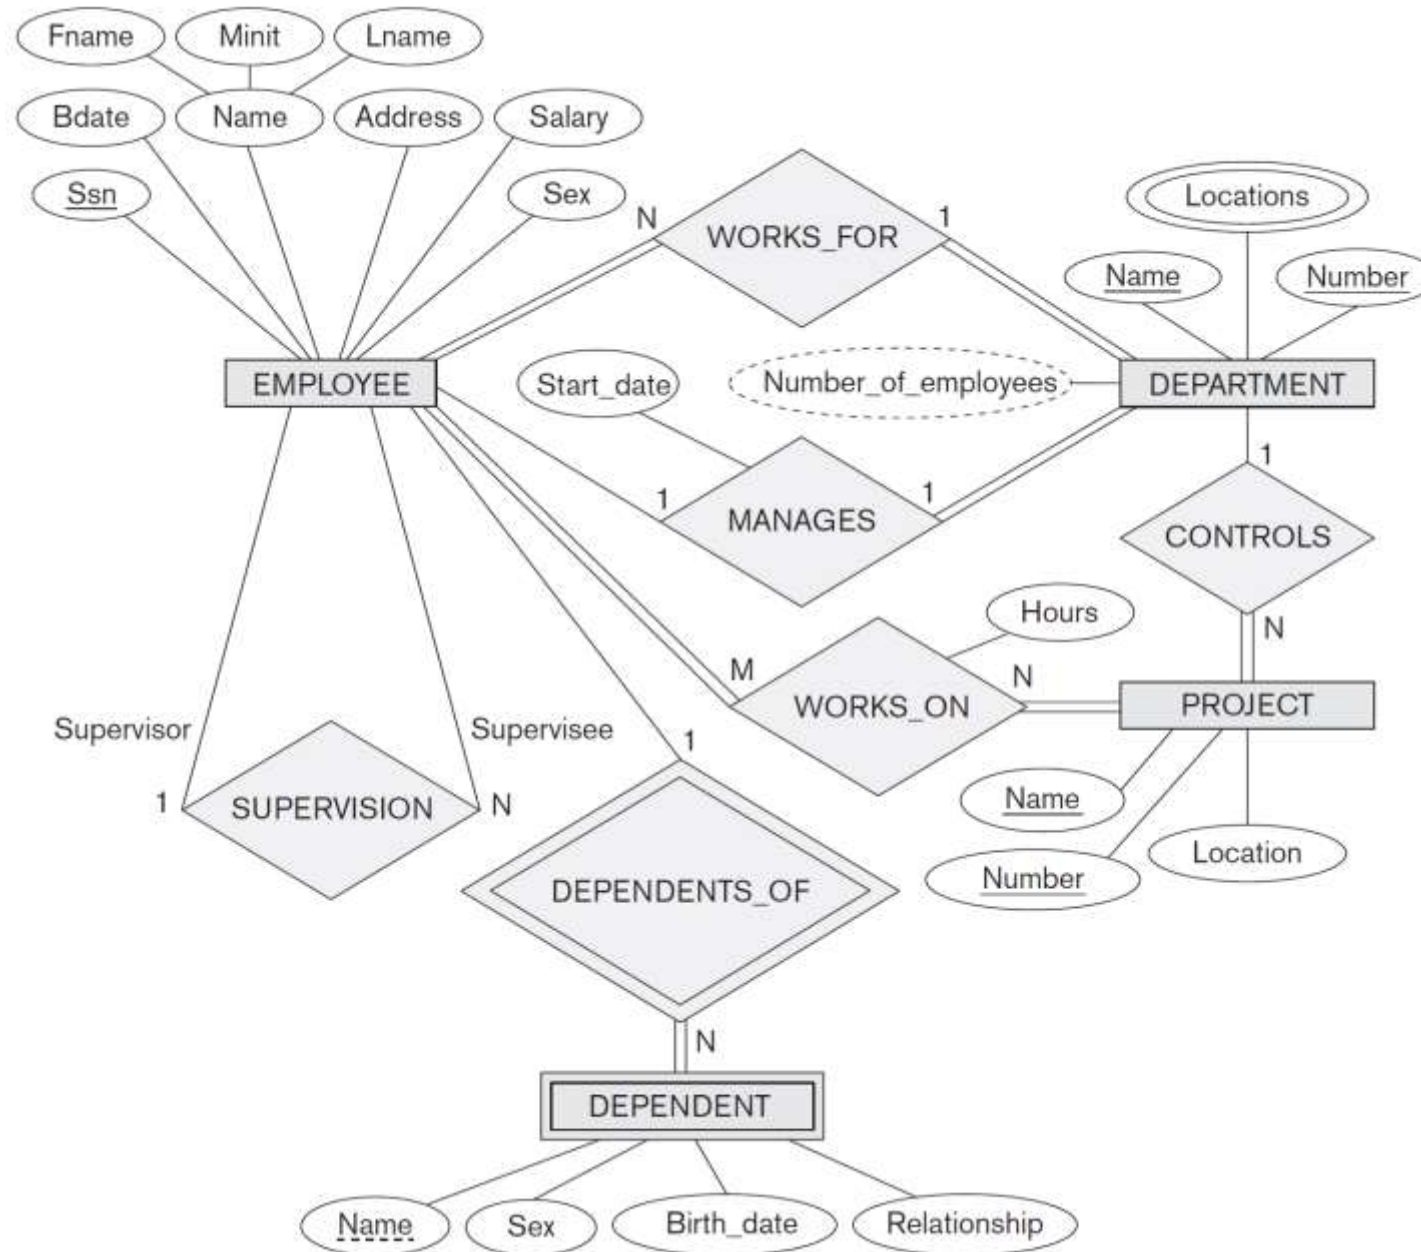 Fname
Minit
Lname
Bdate
Name
Address
Salary
Ssn
Sex
N
WORKS_FOR
1
Locations
Name
Number
EMPLOYEE
Start_date
Number_of_employees
DEPARTMENT
1
MANAGES
1
1
CONTROLS
N
Hours
M
WORKS_ON
N
PROJECT
Supervisor
Supervisee
1
SUPERVISION
N
1
Name
Number
Location
DEPENDENTS_OF
N
DEPENDENT
Name
Sex
Birth_date
Relationship